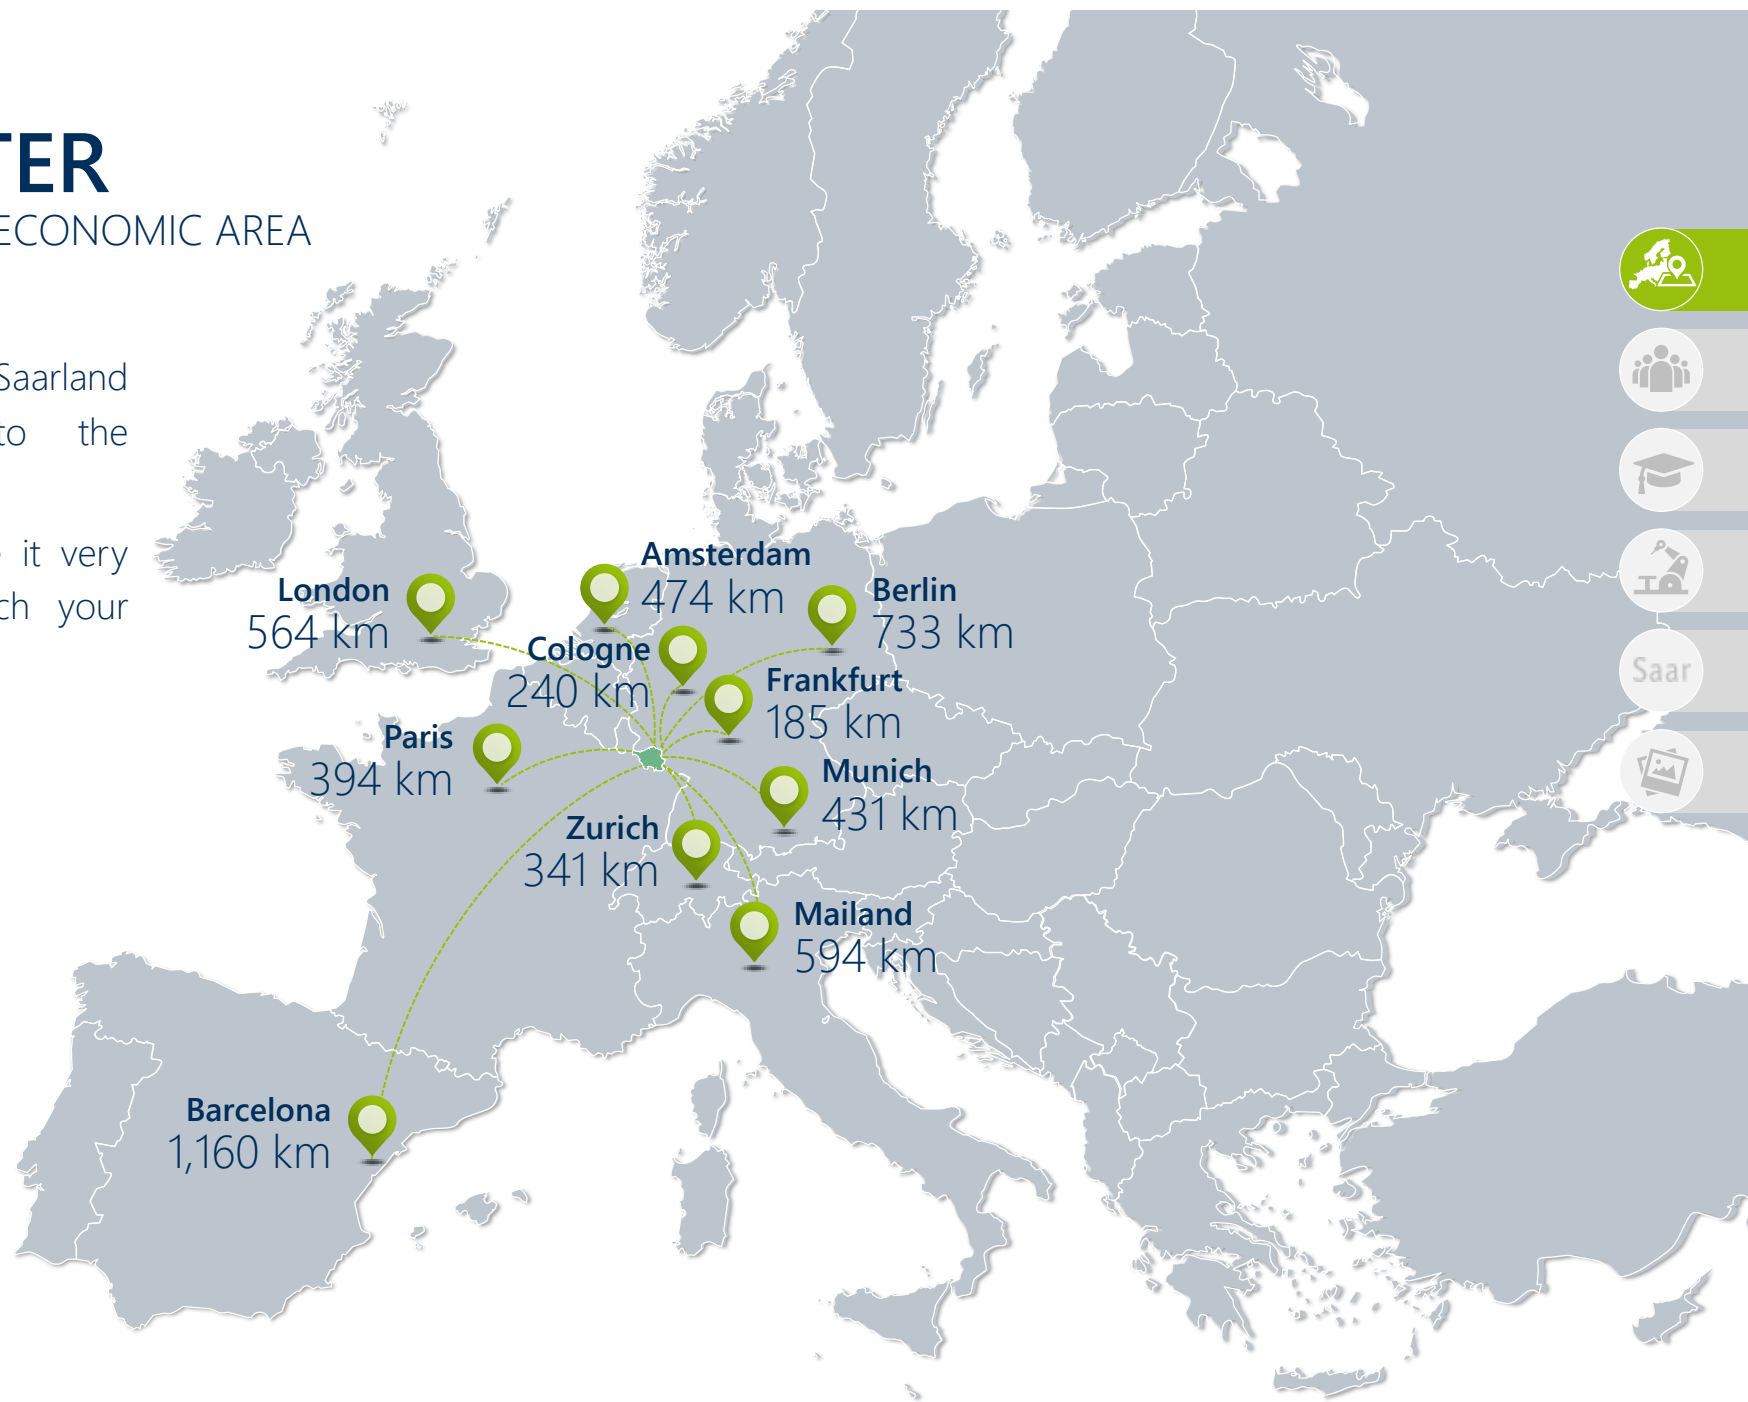 TER
ECONOMIC AREA
Saarland
to the
it very
ch your
Amsterdam
474 km
London
564 km
Berlin
733 km
Cologne
240 km
Frankfurt
185 km
Paris
394 km
Munich
431 km
Zurich
341 km
Mailand
594 km
Barcelona
1,160 km
Saar